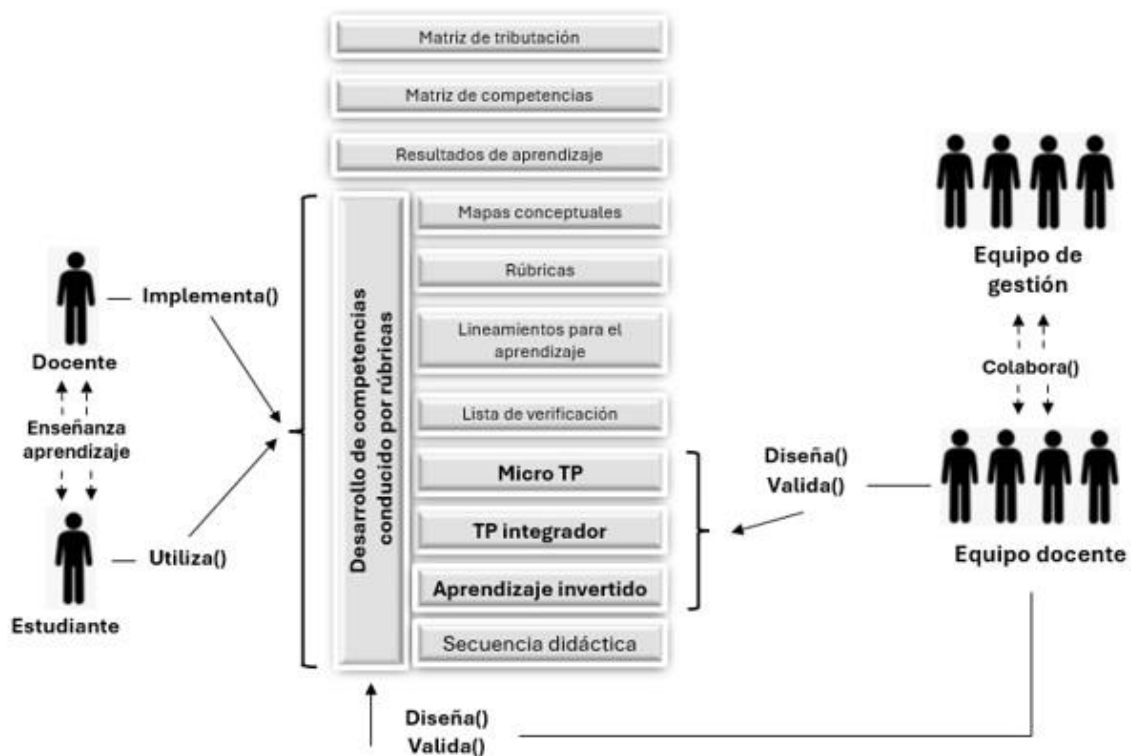 Matriz de tributación
Matriz de competencias
Resultados de aprendizaje
Desarrollo de competencias
conducido por rúbricas
Mapas conceptuales
Rúbricas
Lineamientos para el
aprendizaje
Lista de verificación
Micro TP
TP integrador
Aprendizaje invertido
Secuencia didáctica
Implementa()
Docente
Enseñanza
aprendizaje
Utiliza()
Estudiante
Equipo de
gestión
Colabora()
Diseña()
Valida()
Equipo docente
Diseña()
Valida()